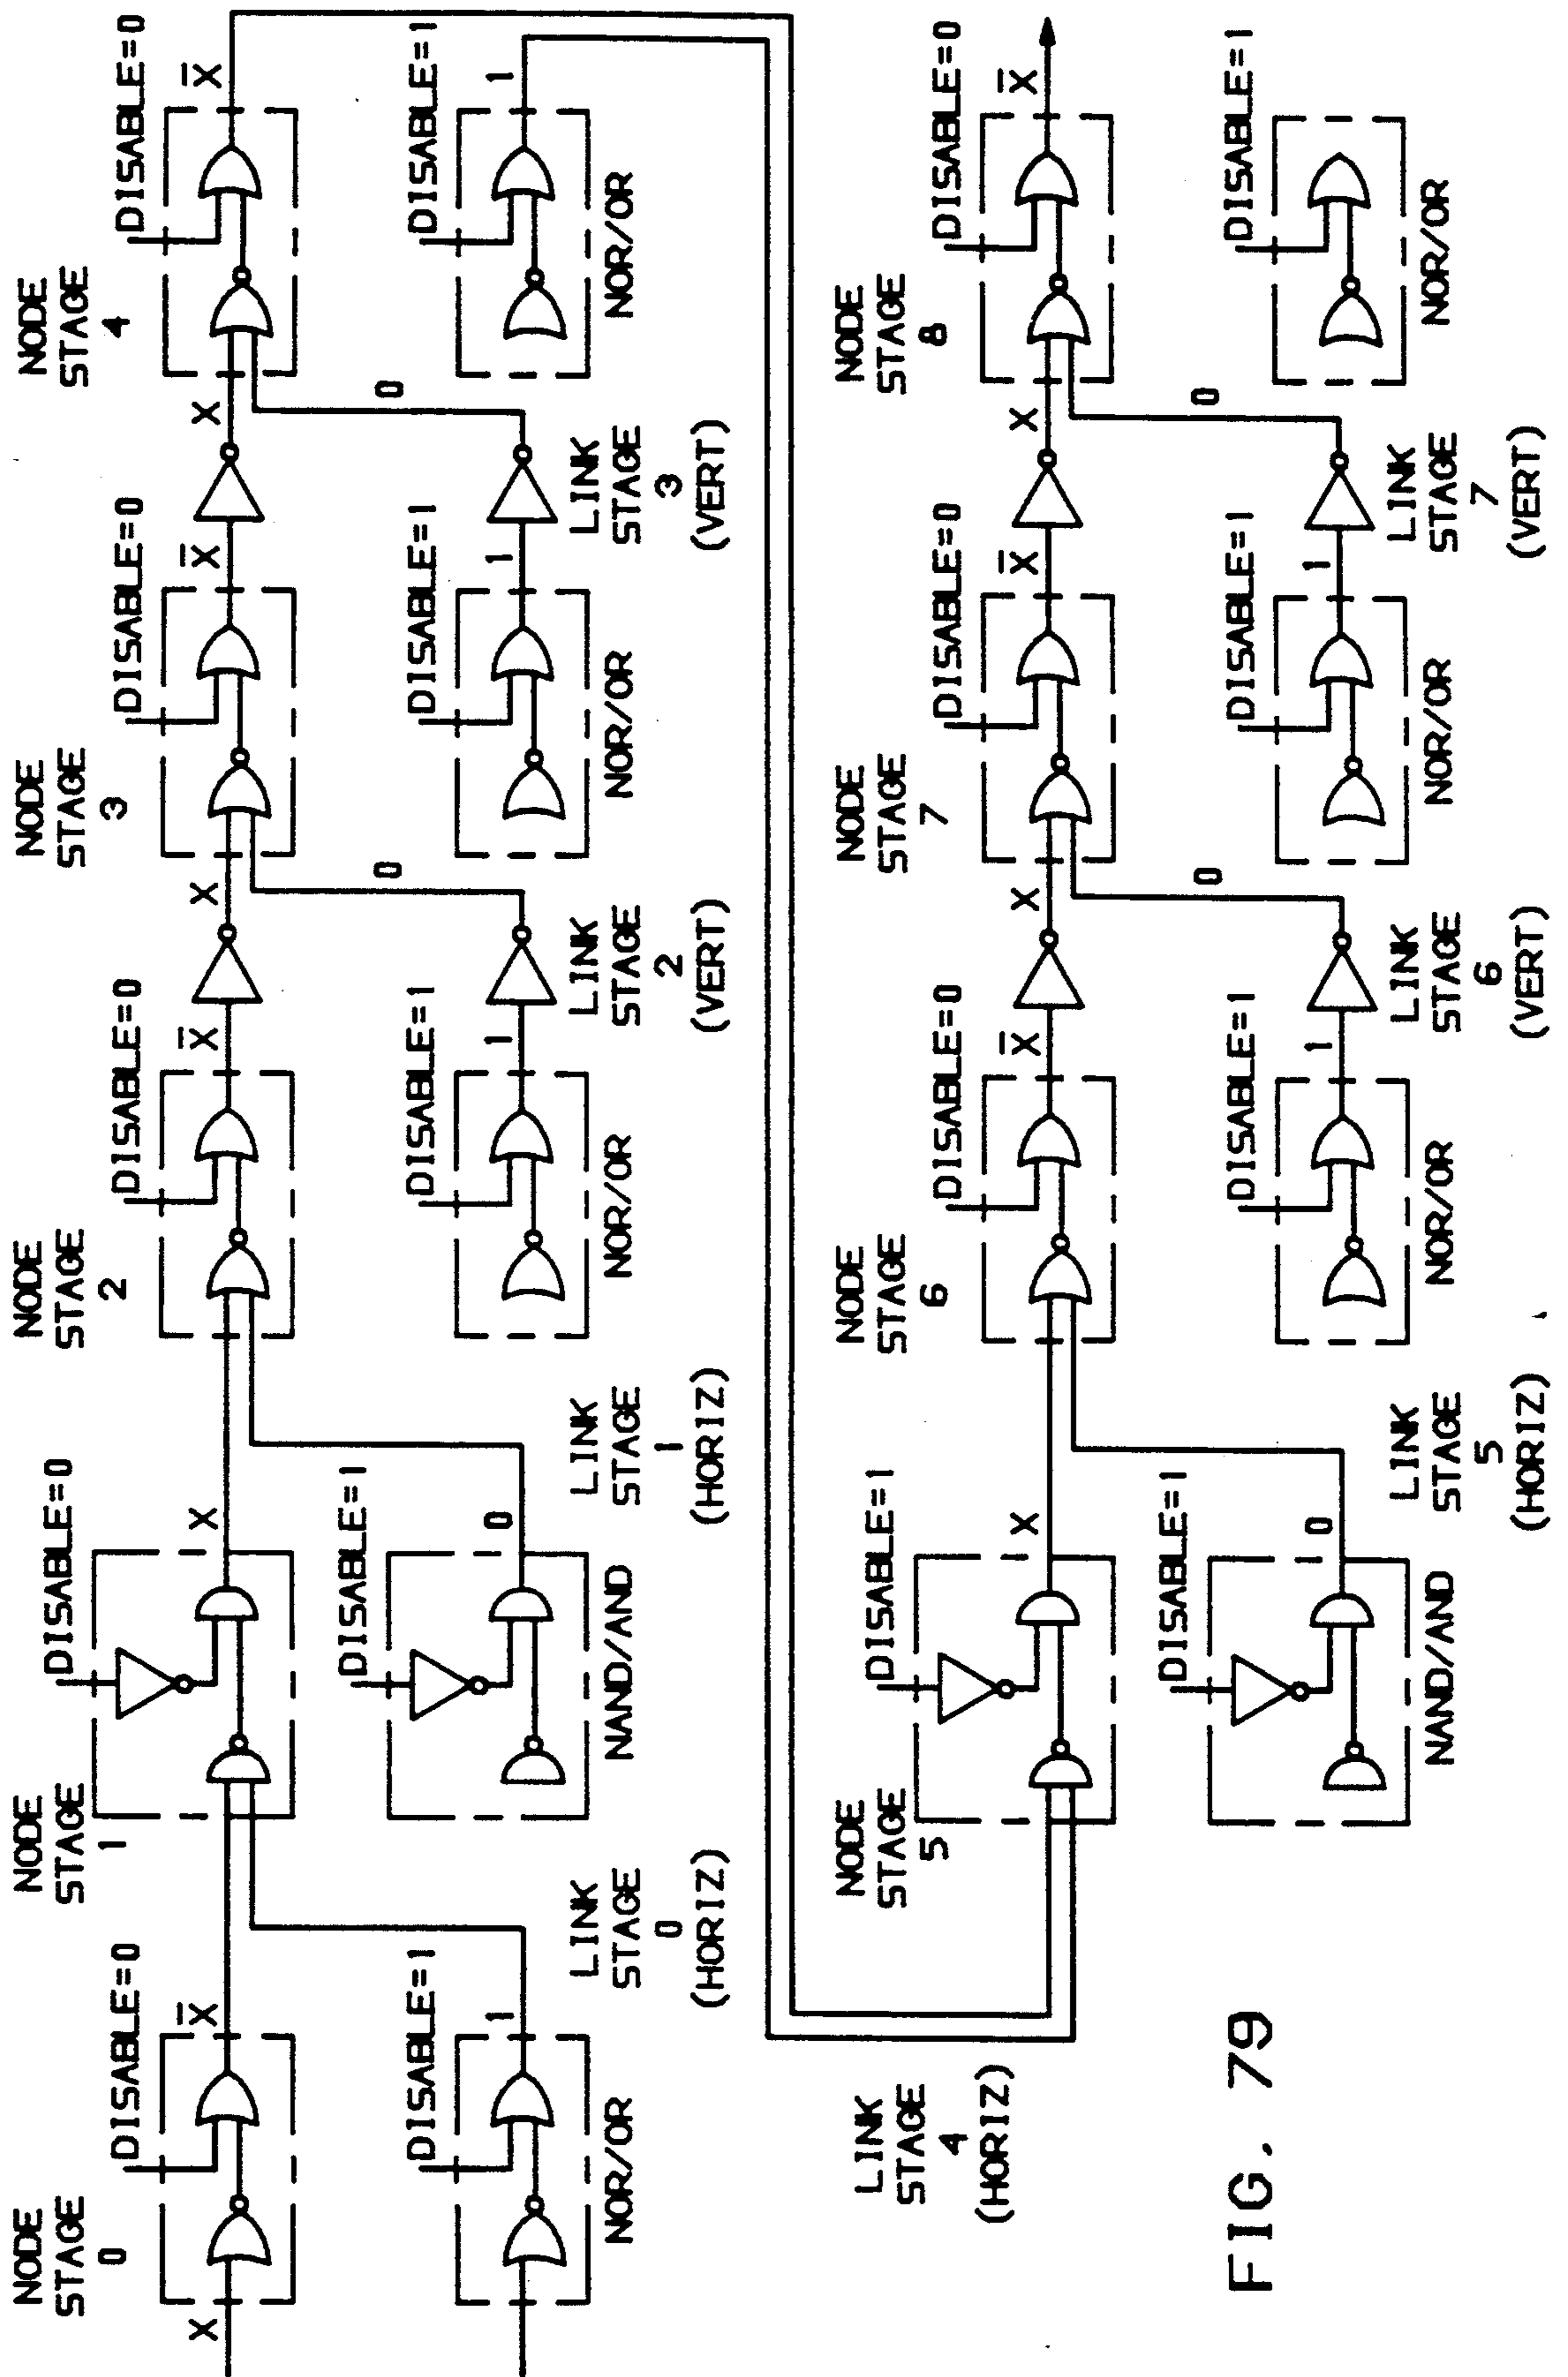 NODE
STAGE
0
NODE
STAGE
1
NODE
STAGE
2
NODE
STAGE
3
NODE
STAGE
4
DISABLE=0
DISABLE=0
DISABLE=0
DISABLE=0
DISABLE=0
X
X̅
X
X̅
X
X̅
X
X̅
DISABLE=1
DISABLE=1
DISABLE=1
DISABLE=1
DISABLE=1
1
0
1
0
1
0
1
NOR/OR
NAND/AND
NOR/OR
NOR/OR
NOR/OR
LINK
STAGE
0
(HORIZ)
LINK
STAGE
1
(HORIZ)
LINK
STAGE
2
(VERT)
LINK
STAGE
3
(VERT)
LINK
STAGE
4
(HORIZ)
NODE
STAGE
5
NODE
STAGE
6
NODE
STAGE
7
NODE
STAGE
8
DISABLE=1
DISABLE=0
DISABLE=0
DISABLE=0
X
X̅
X
X̅
X
X̅
DISABLE=1
DISABLE=1
DISABLE=1
DISABLE=1
0
1
0
1
0
NAND/AND
NOR/OR
NOR/OR
NOR/OR
LINK
STAGE
5
(HORIZ)
LINK
STAGE
6
(VERT)
LINK
STAGE
7
(VERT)
FIG. 79